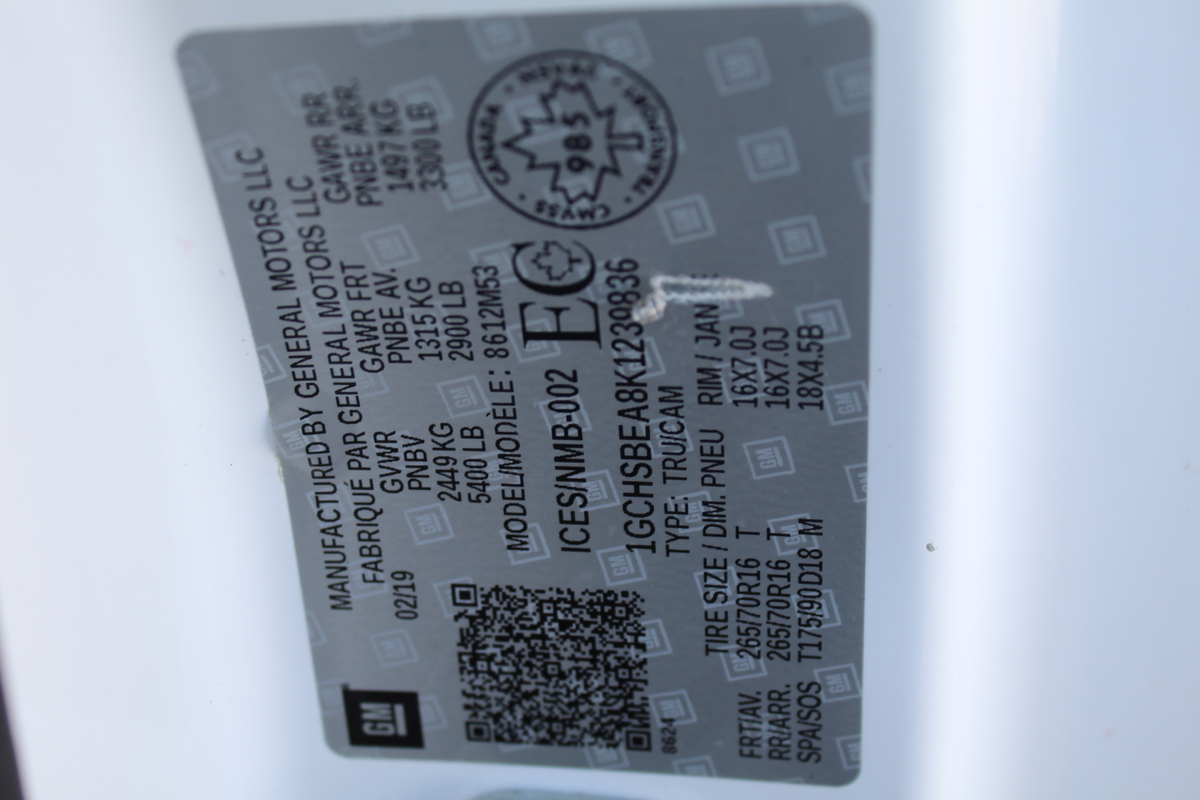 GM
MANUFACTURED BY GENERAL MOTORS LLC
FABRIQUÉ PAR GENERAL MOTORS LLC
02/19 GVWR GAWR FRT GAWR RR
PNBV PNBE AV. PNBE ARR.
2449 KG 1315 KG 1497 KG
5400 LB 2900 LB 3300 LB
MODEL/MODÈLE: 8612M53
ICES/NMB-002 EC
CANADA TRANSPORT CMVSS
985
1GCHSBEA8K1239836
8624 TYPE: TRU/CAM
TIRE SIZE / DIM. PNEU RIM / JANTE
FRT/AV. 265/70R16 T 16X7.0J
RR/ARR. 265/70R16 T 16X7.0J
SPA/SOS T175/90D18 M 18X4.5B